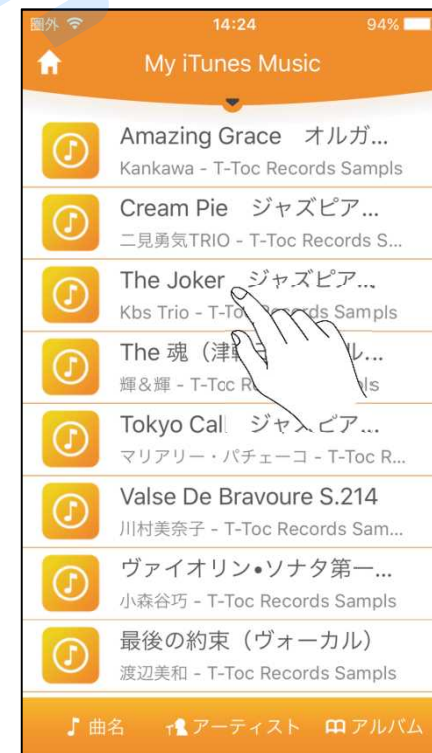 圏外 14:24 94%
My iTunes Music
Amazing Grace オルガ...
Kankawa - T-Toc Records Sampls
Cream Pie ジャズピア...
二見勇気TRIO - T-Toc Records S...
The Joker ジャズピア...
Kbs Trio - T-Toc Records Sampls
The 魂（津軽
輝＆輝 - T-Toc
Tokyo Cal ジャズピア...
マリアリー・パチェーコ - T-Toc R...
Valse De Bravoure S.214
川村美奈子 - T-Toc Records Sam...
ヴァイオリン•ソナタ第一...
小森谷巧 - T-Toc Records Sampls
最後の約束（ヴォーカル）
渡辺美和 - T-Toc Records Sampls
曲名 アーティスト アルバム